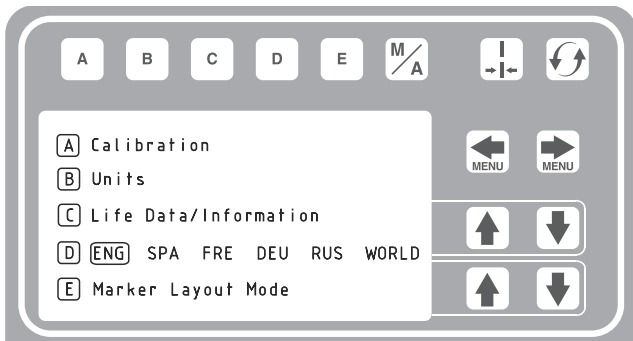 A B C D E M/A
MENU MENU
A Calibration
B Units
C Life Data/Information
D ENG SPA FRE DEU RUS WORLD
E Marker Layout Mode